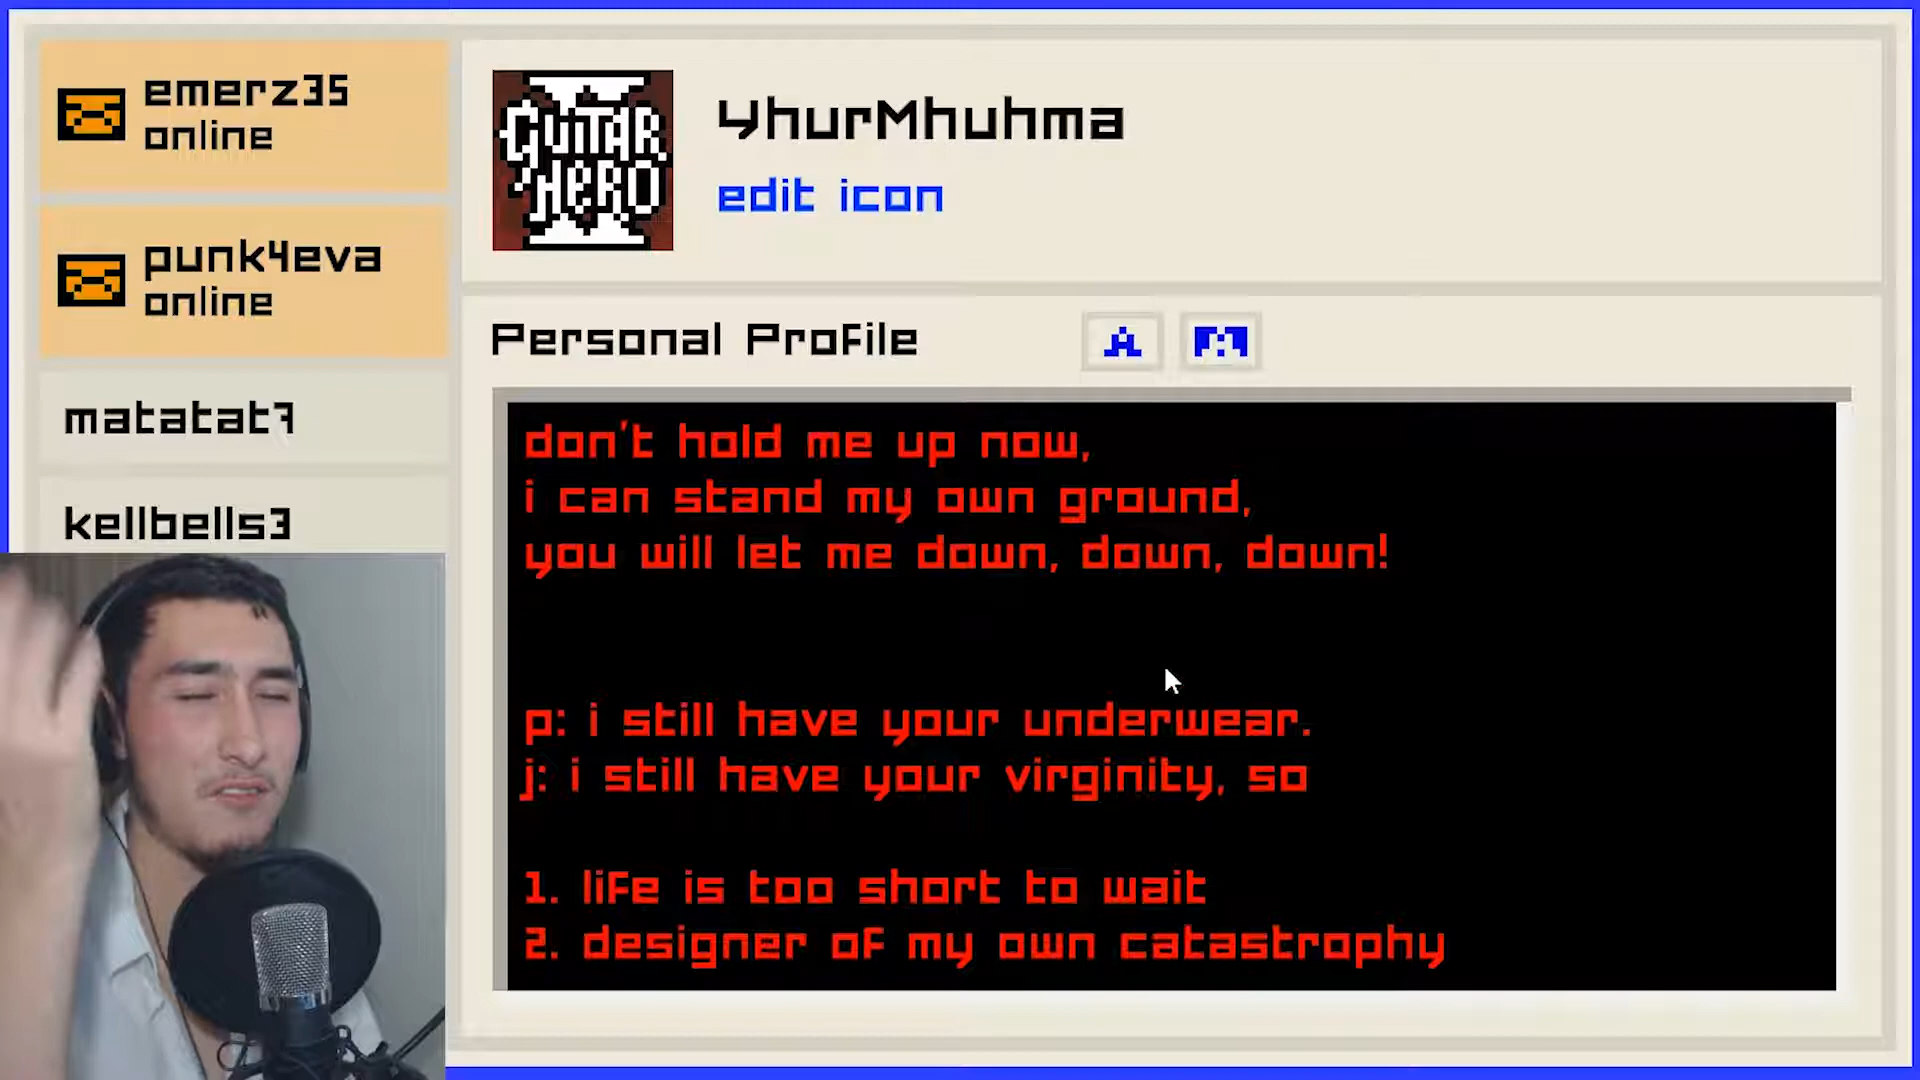 emerz35
online
punk4eva
online
matatat7
kellbells3
GUITAR
HERO
YhurMhuhma
edit icon
Personal Profile
A
don't hold me up now,
i can stand my own ground,
you will let me down, down, down!
p: i still have your underwear.
j: i still have your virginity, so
1. life is too short to wait
2. designer of my own catastrophy